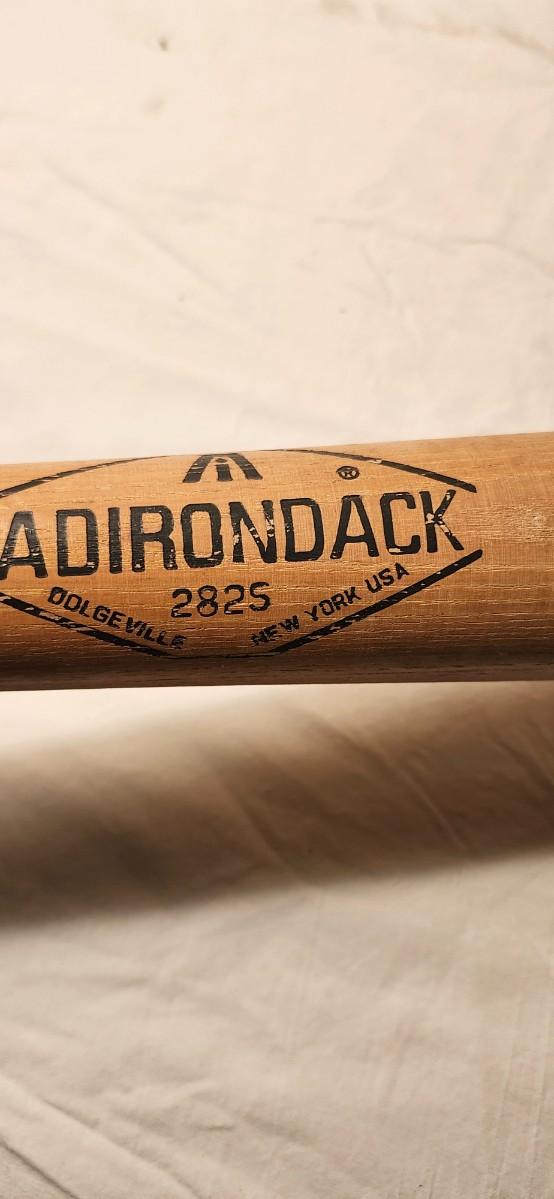 ®
ADIRONDACK
282S
DOLGEVILLE NEW YORK USA